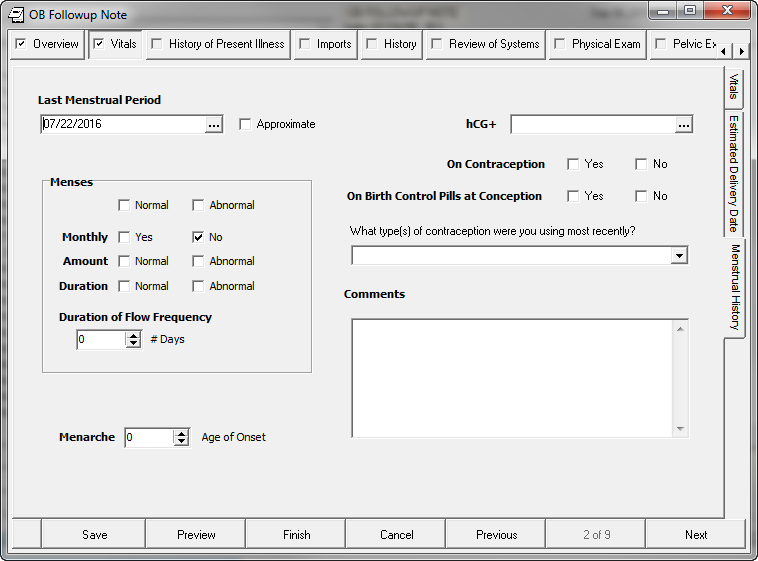 OB Followup Note
OB FOLLOWUP NOTE
Overview Vitals History of Present Illness Imports History Review of Systems Physical Exam Pelvic Ex
Last Menstrual Period
07/22/2016 ... Approximate
hCG+ ...
On Contraception Yes No
On Birth Control Pills at Conception Yes No
What type(s) of contraception were you using most recently?
Comments
Menses
Normal Abnormal
Monthly Yes No
Amount Normal Abnormal
Duration Normal Abnormal
Duration of Flow Frequency
0 # Days
Menarche 0 Age of Onset
Vitals
Estimated Delivery Date
Menstrual History
Save Preview Finish Cancel Previous 2 of 9 Next